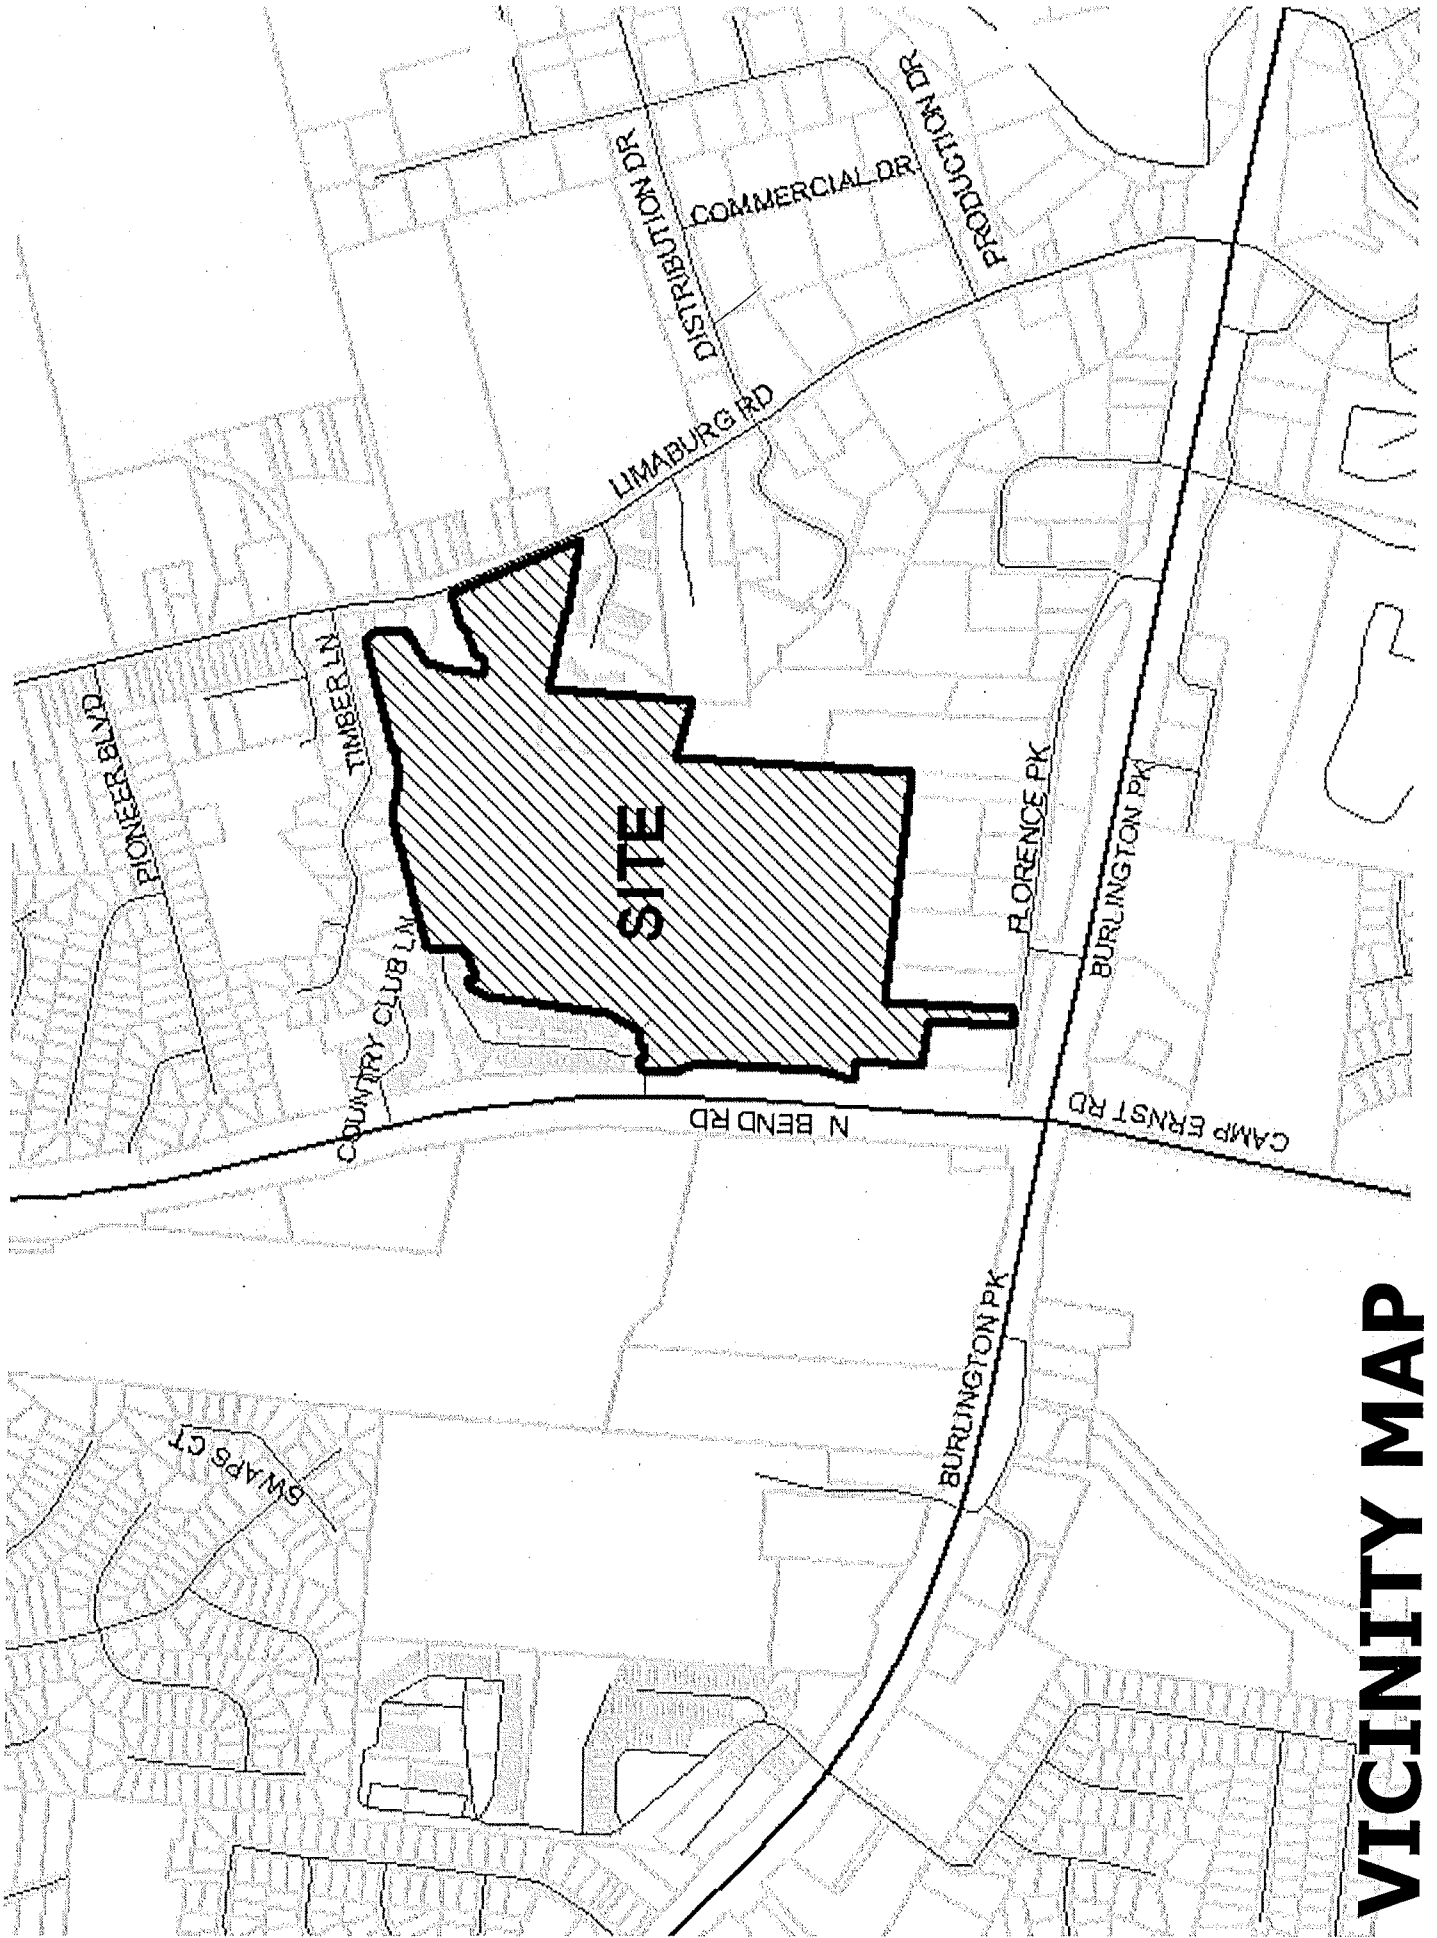 PIONEER BLVD
TIMBER LN
COUNTRY CLUB LN
LIMABURG RD
DISTRIBUTION DR
COMMERCIAL DR
PRODUCTION DR
SITE
N BEND RD
FLORENCE PK
BURLINGTON PK
CAMP ERNST RD
BURLINGTON PK
SWAPS CT
VICINITY MAP